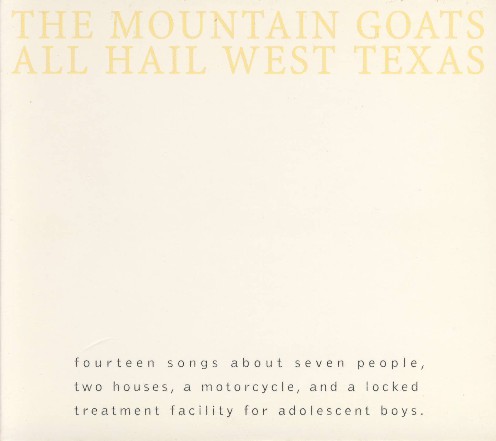 THE MOUNTAIN GOATS
ALL HAIL WEST TEXAS
fourteen songs about seven people,
two houses, a motorcycle, and a locked
treatment facility for adolescent boys.